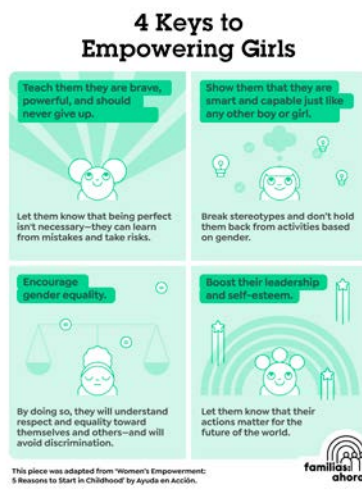 4 Keys to
Empowering Girls
Teach them they are brave,
powerful, and should
never give up.
Let them know that being perfect
isn't necessary—they can learn
from mistakes and take risks.
Show them that they are
smart and capable just like
any other boy or girl.
Break stereotypes and don't hold
them back from activities based
on gender.
Encourage
gender equality.
By doing so, they will understand
respect and equality toward
themselves and others—and will
avoid discrimination.
Boost their leadership
and self-esteem.
Let them know that their
actions matter for the
future of the world.
This piece was adapted from 'Women's Empowerment:
5 Reasons to Start in Childhood' by Ayuda en Acción.
familias:
ahora